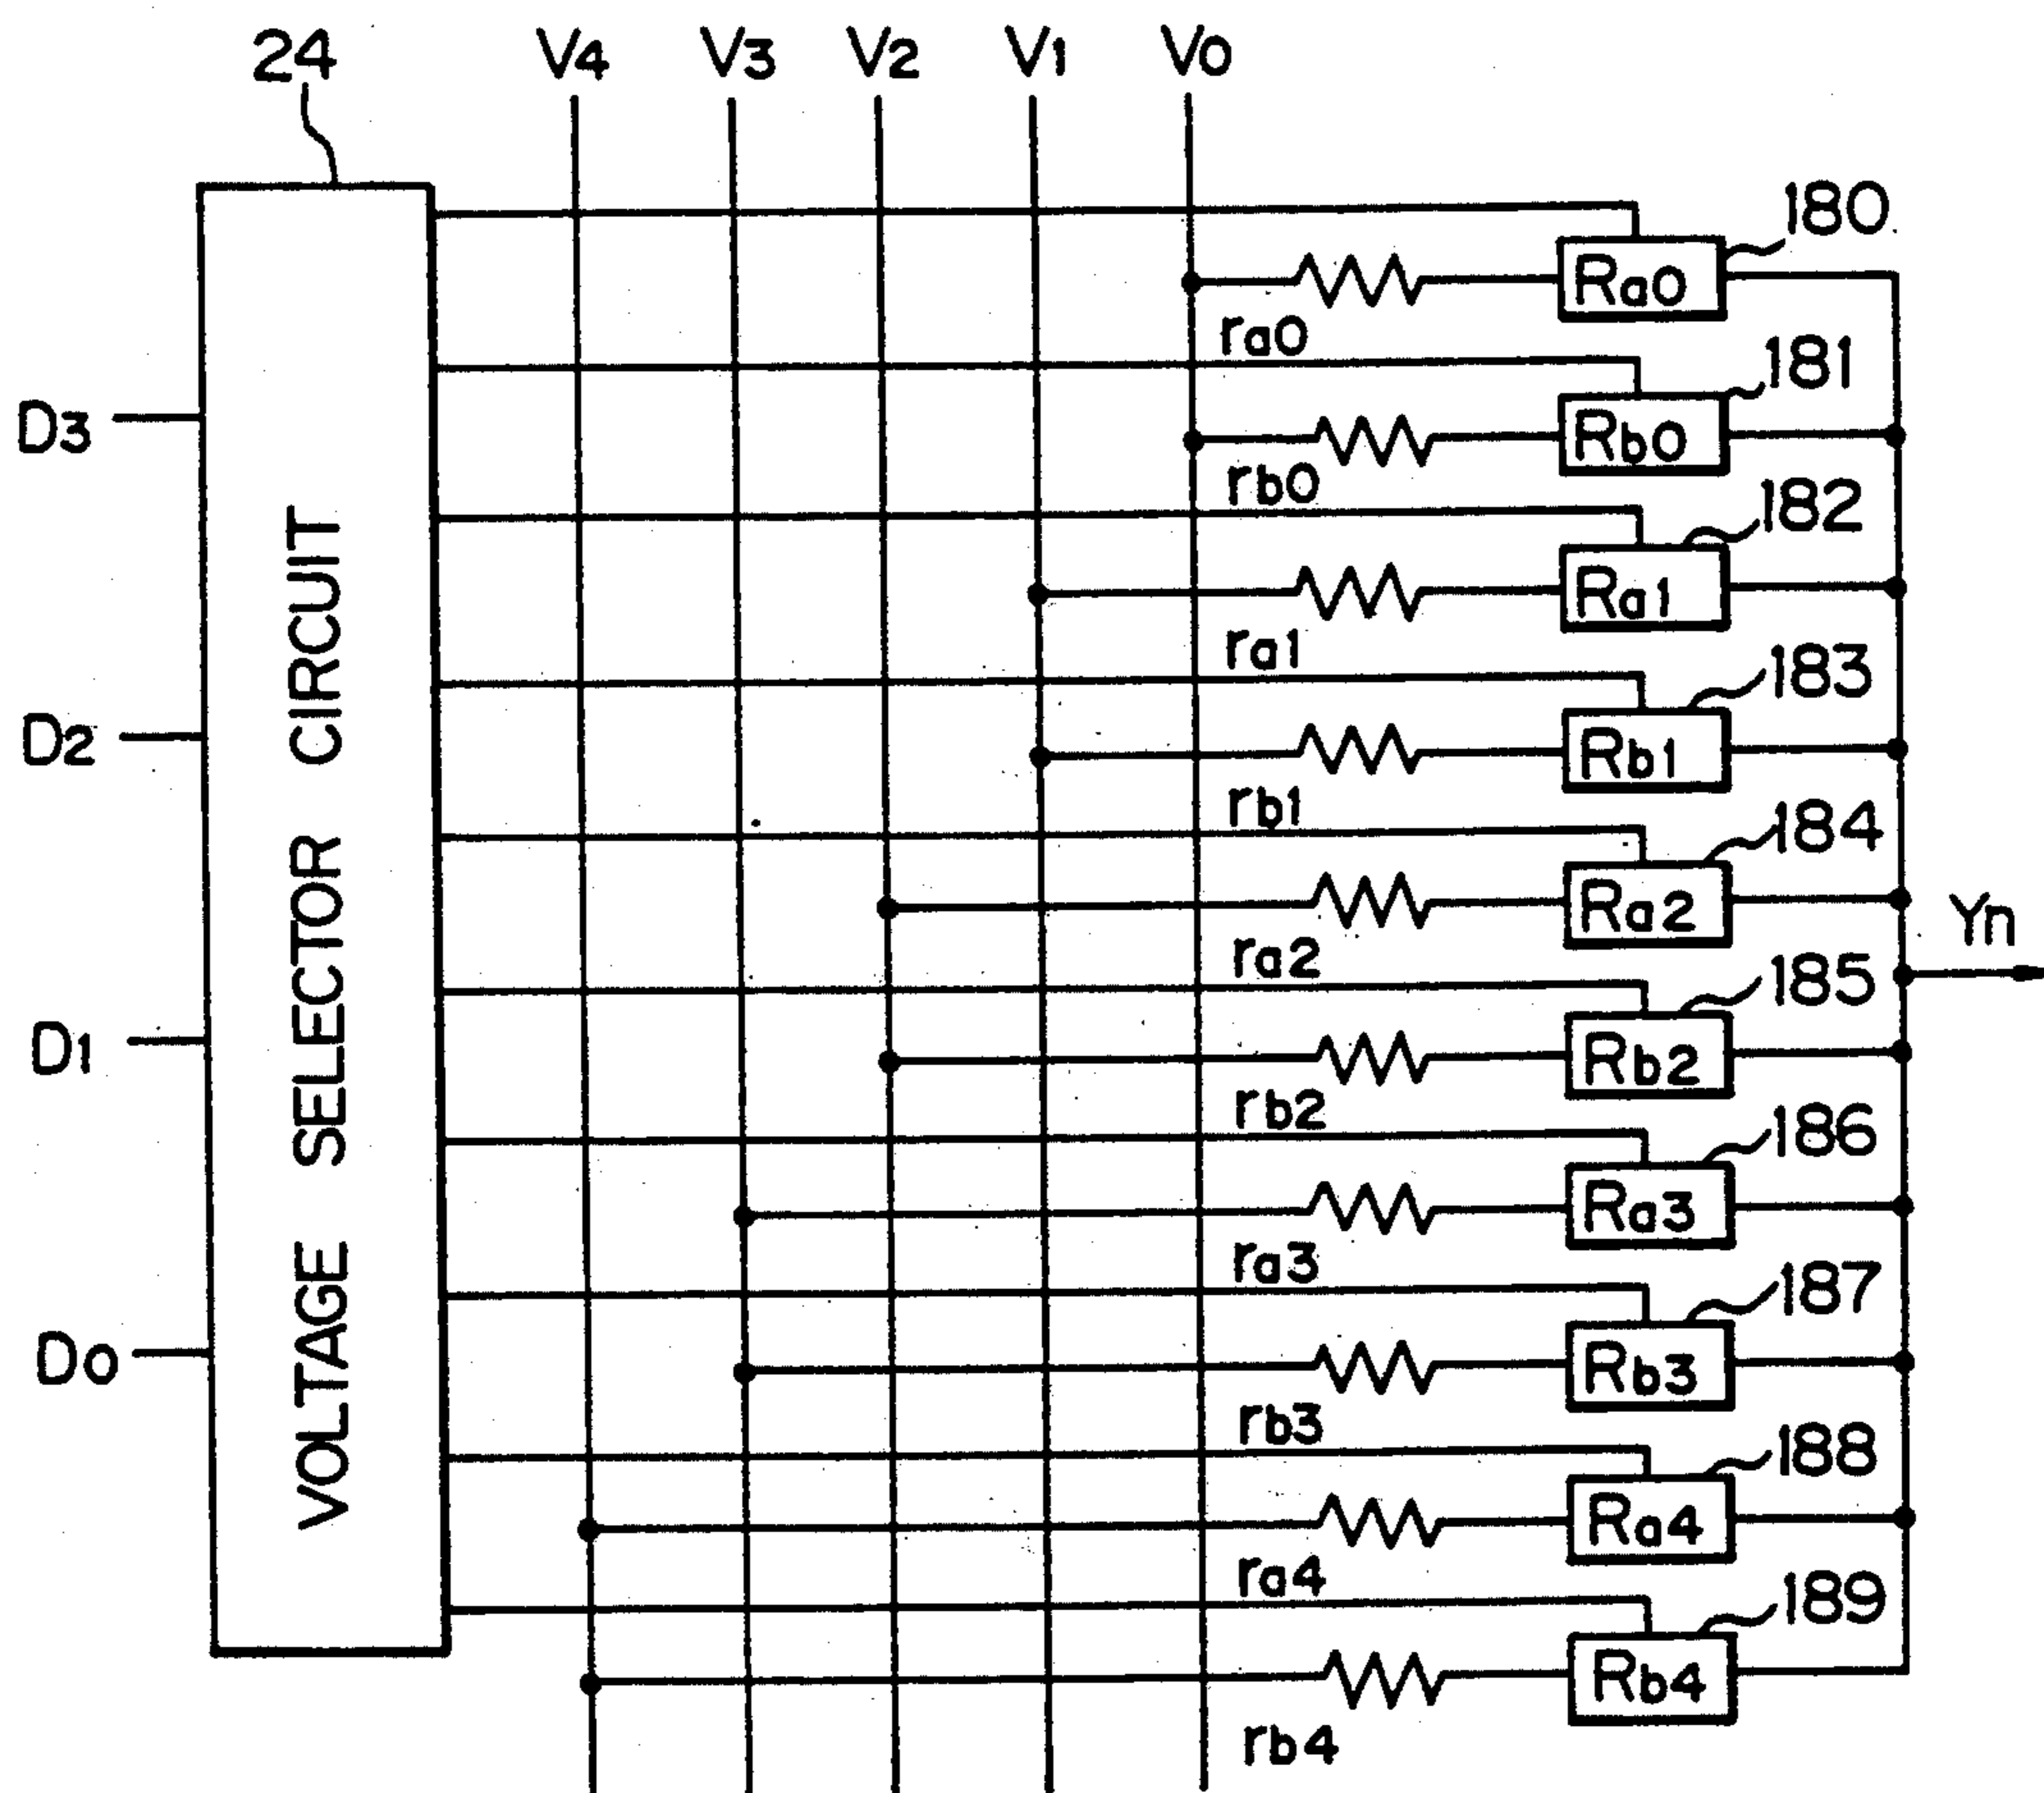 24 V4 V3 V2 V1 V0
180
Ra0
ra0
181
D3
Rb0
rb0
182
Ra1
ra1
183
D2
Rb1
rb1
184
Ra2
Yn
ra2
185
D1
Rb2
rb2
186
Ra3
ra3
187
D0
Rb3
rb3
188
Ra4
ra4
189
Rb4
rb4
VOLTAGE SELECTOR CIRCUIT